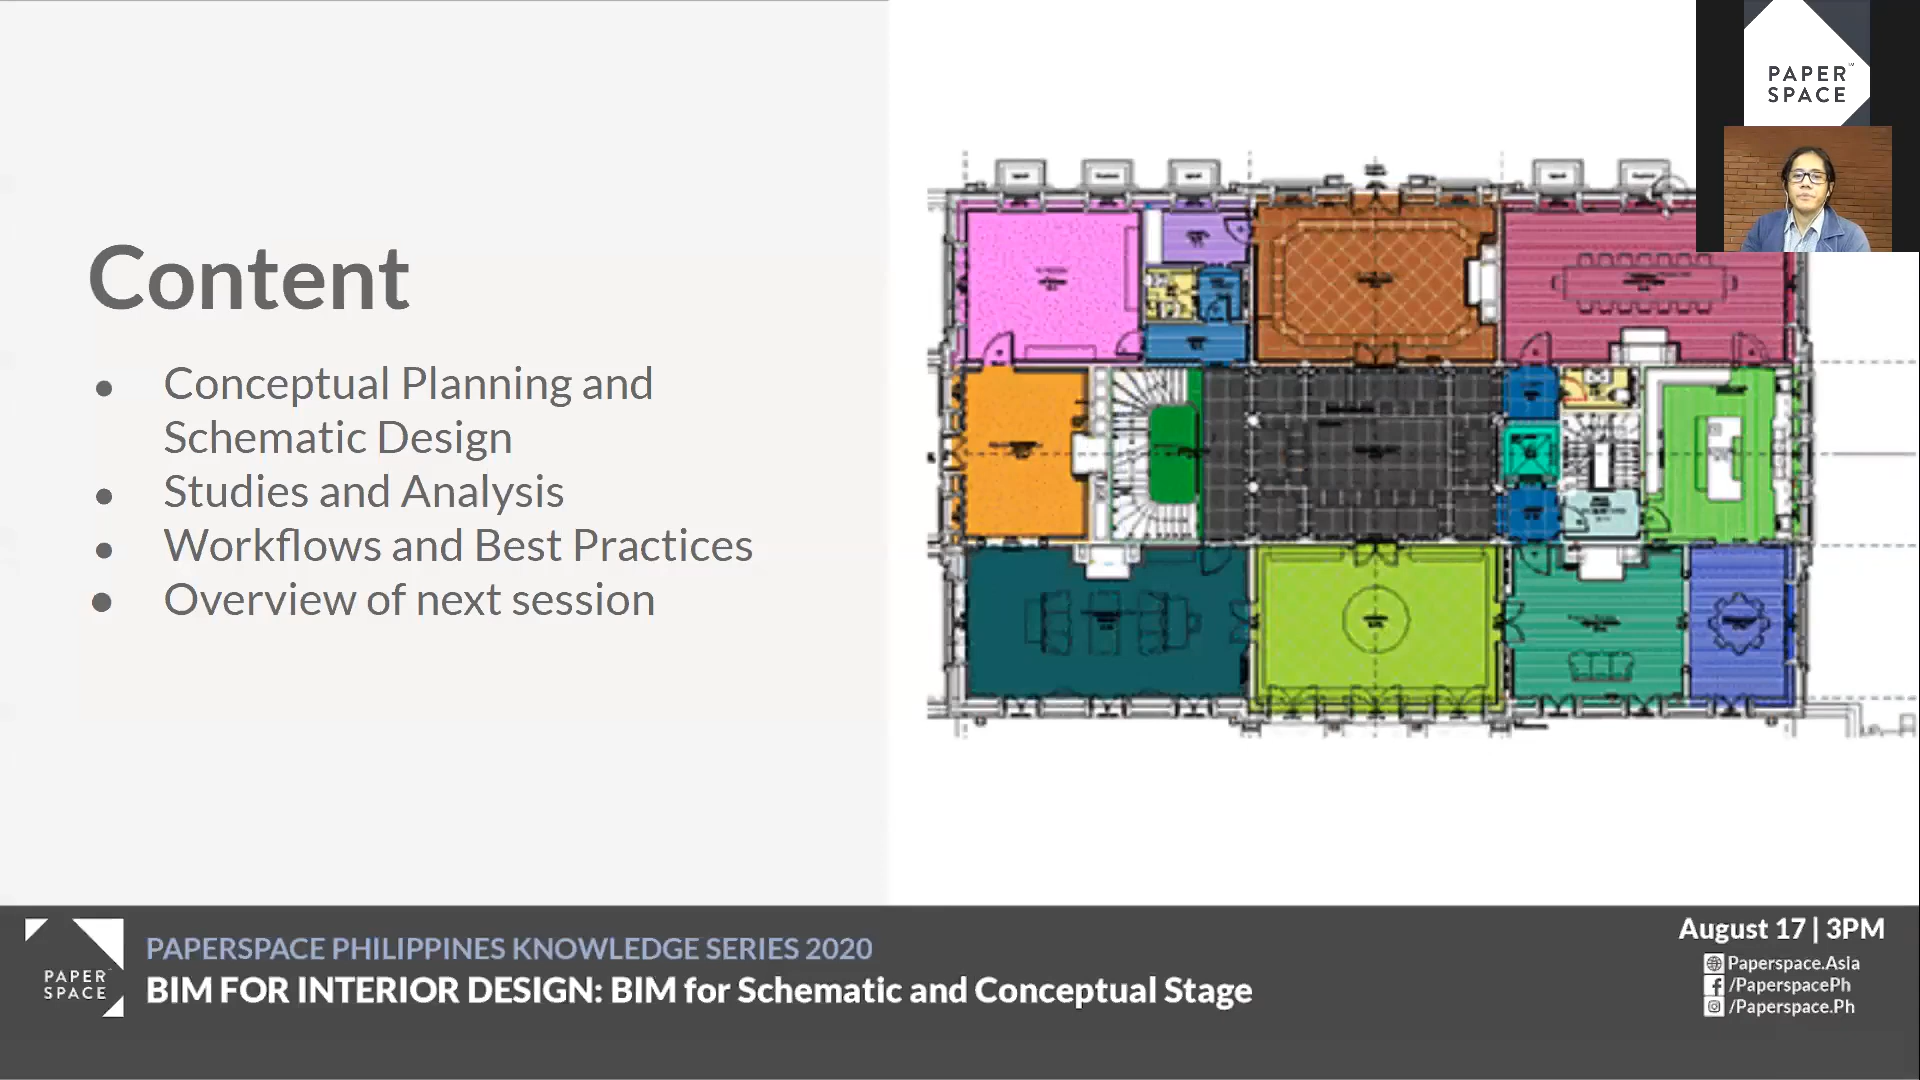 PAPER
SPACE
Content
• Conceptual Planning and
Schematic Design
• Studies and Analysis
• Workflows and Best Practices
• Overview of next session
PAPER
SPACE
PAPERSPACE PHILIPPINES KNOWLEDGE SERIES 2020
BIM FOR INTERIOR DESIGN: BIM for Schematic and Conceptual Stage
August 17 | 3PM
Paperspace.Asia
/PaperspacePh
/Paperspace.Ph